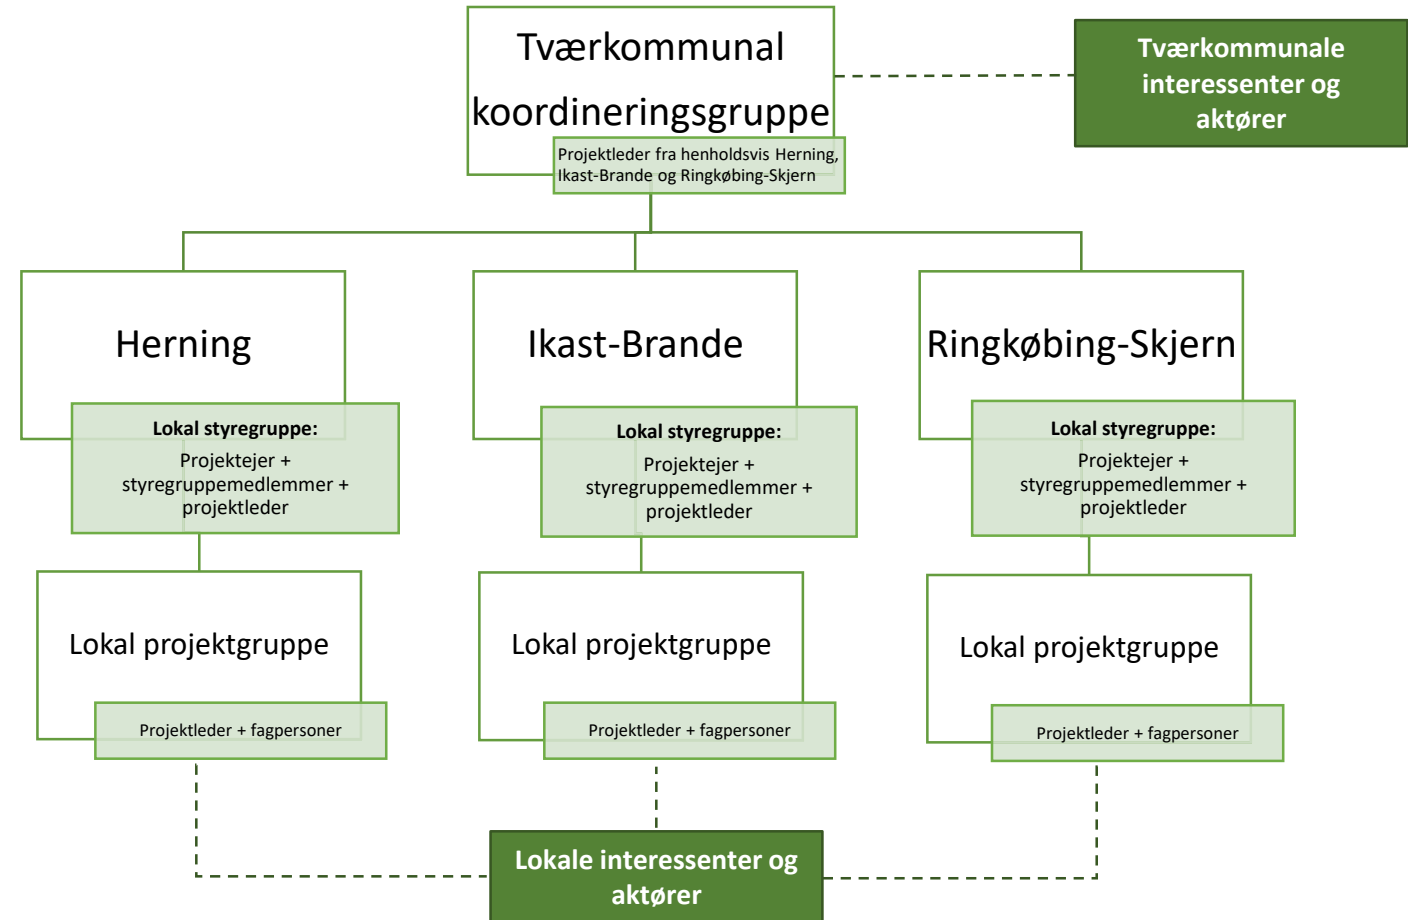 Tværkommunal
koordineringsgruppe
Projektleder fra henholdsvis Herning,
Ikast-Brande og Ringkøbing-Skjern
Tværkommunale
interessenter og
aktører
Herning
Lokal styregruppe:
Projektejer +
styregruppemedlemmer +
projektleder
Ikast-Brande
Lokal styregruppe:
Projektejer +
styregruppemedlemmer +
projektleder
Ringkøbing-Skjern
Lokal styregruppe:
Projektejer +
styregruppemedlemmer +
projektleder
Lokal projektgruppe
Projektleder + fagpersoner
Lokal projektgruppe
Projektleder + fagpersoner
Lokal projektgruppe
Projektleder + fagpersoner
Lokale interessenter og
aktører